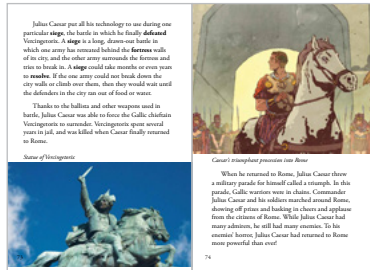 Julius Caesar put all his technology to use during one
particular siege, the battle in which he finally defeated
Vercingetorix. A siege is a long, drawn-out battle in
which one army has retreated behind the fortress walls
of its city, and the other army surrounds the fortress and
tries to break in. A siege could take months or even years
to resolve. If the one army could not break down the
city walls or climb over them, then they would wait until
the defenders in the city ran out of food or water.
Thanks to the ballista and other weapons used in
battle, Julius Caesar was able to force the Gallic chieftain
Vercingetorix to surrender. Vercingetorix spent several
years in jail, and was killed when Caesar finally returned
to Rome.
Statue of Vercingetorix
Caesar's triumphant procession into Rome
When he returned to Rome, Julius Caesar threw
a military parade for himself called a triumph. In this
parade, Gallic warriors were in chains. Commander
Julius Caesar and his soldiers marched around Rome,
showing off prizes and basking in cheers and applause
from the citizens of Rome. While Julius Caesar had
many admirers, he still had many enemies. To his
enemies' horror, Julius Caesar had returned to Rome
more powerful than ever!
74